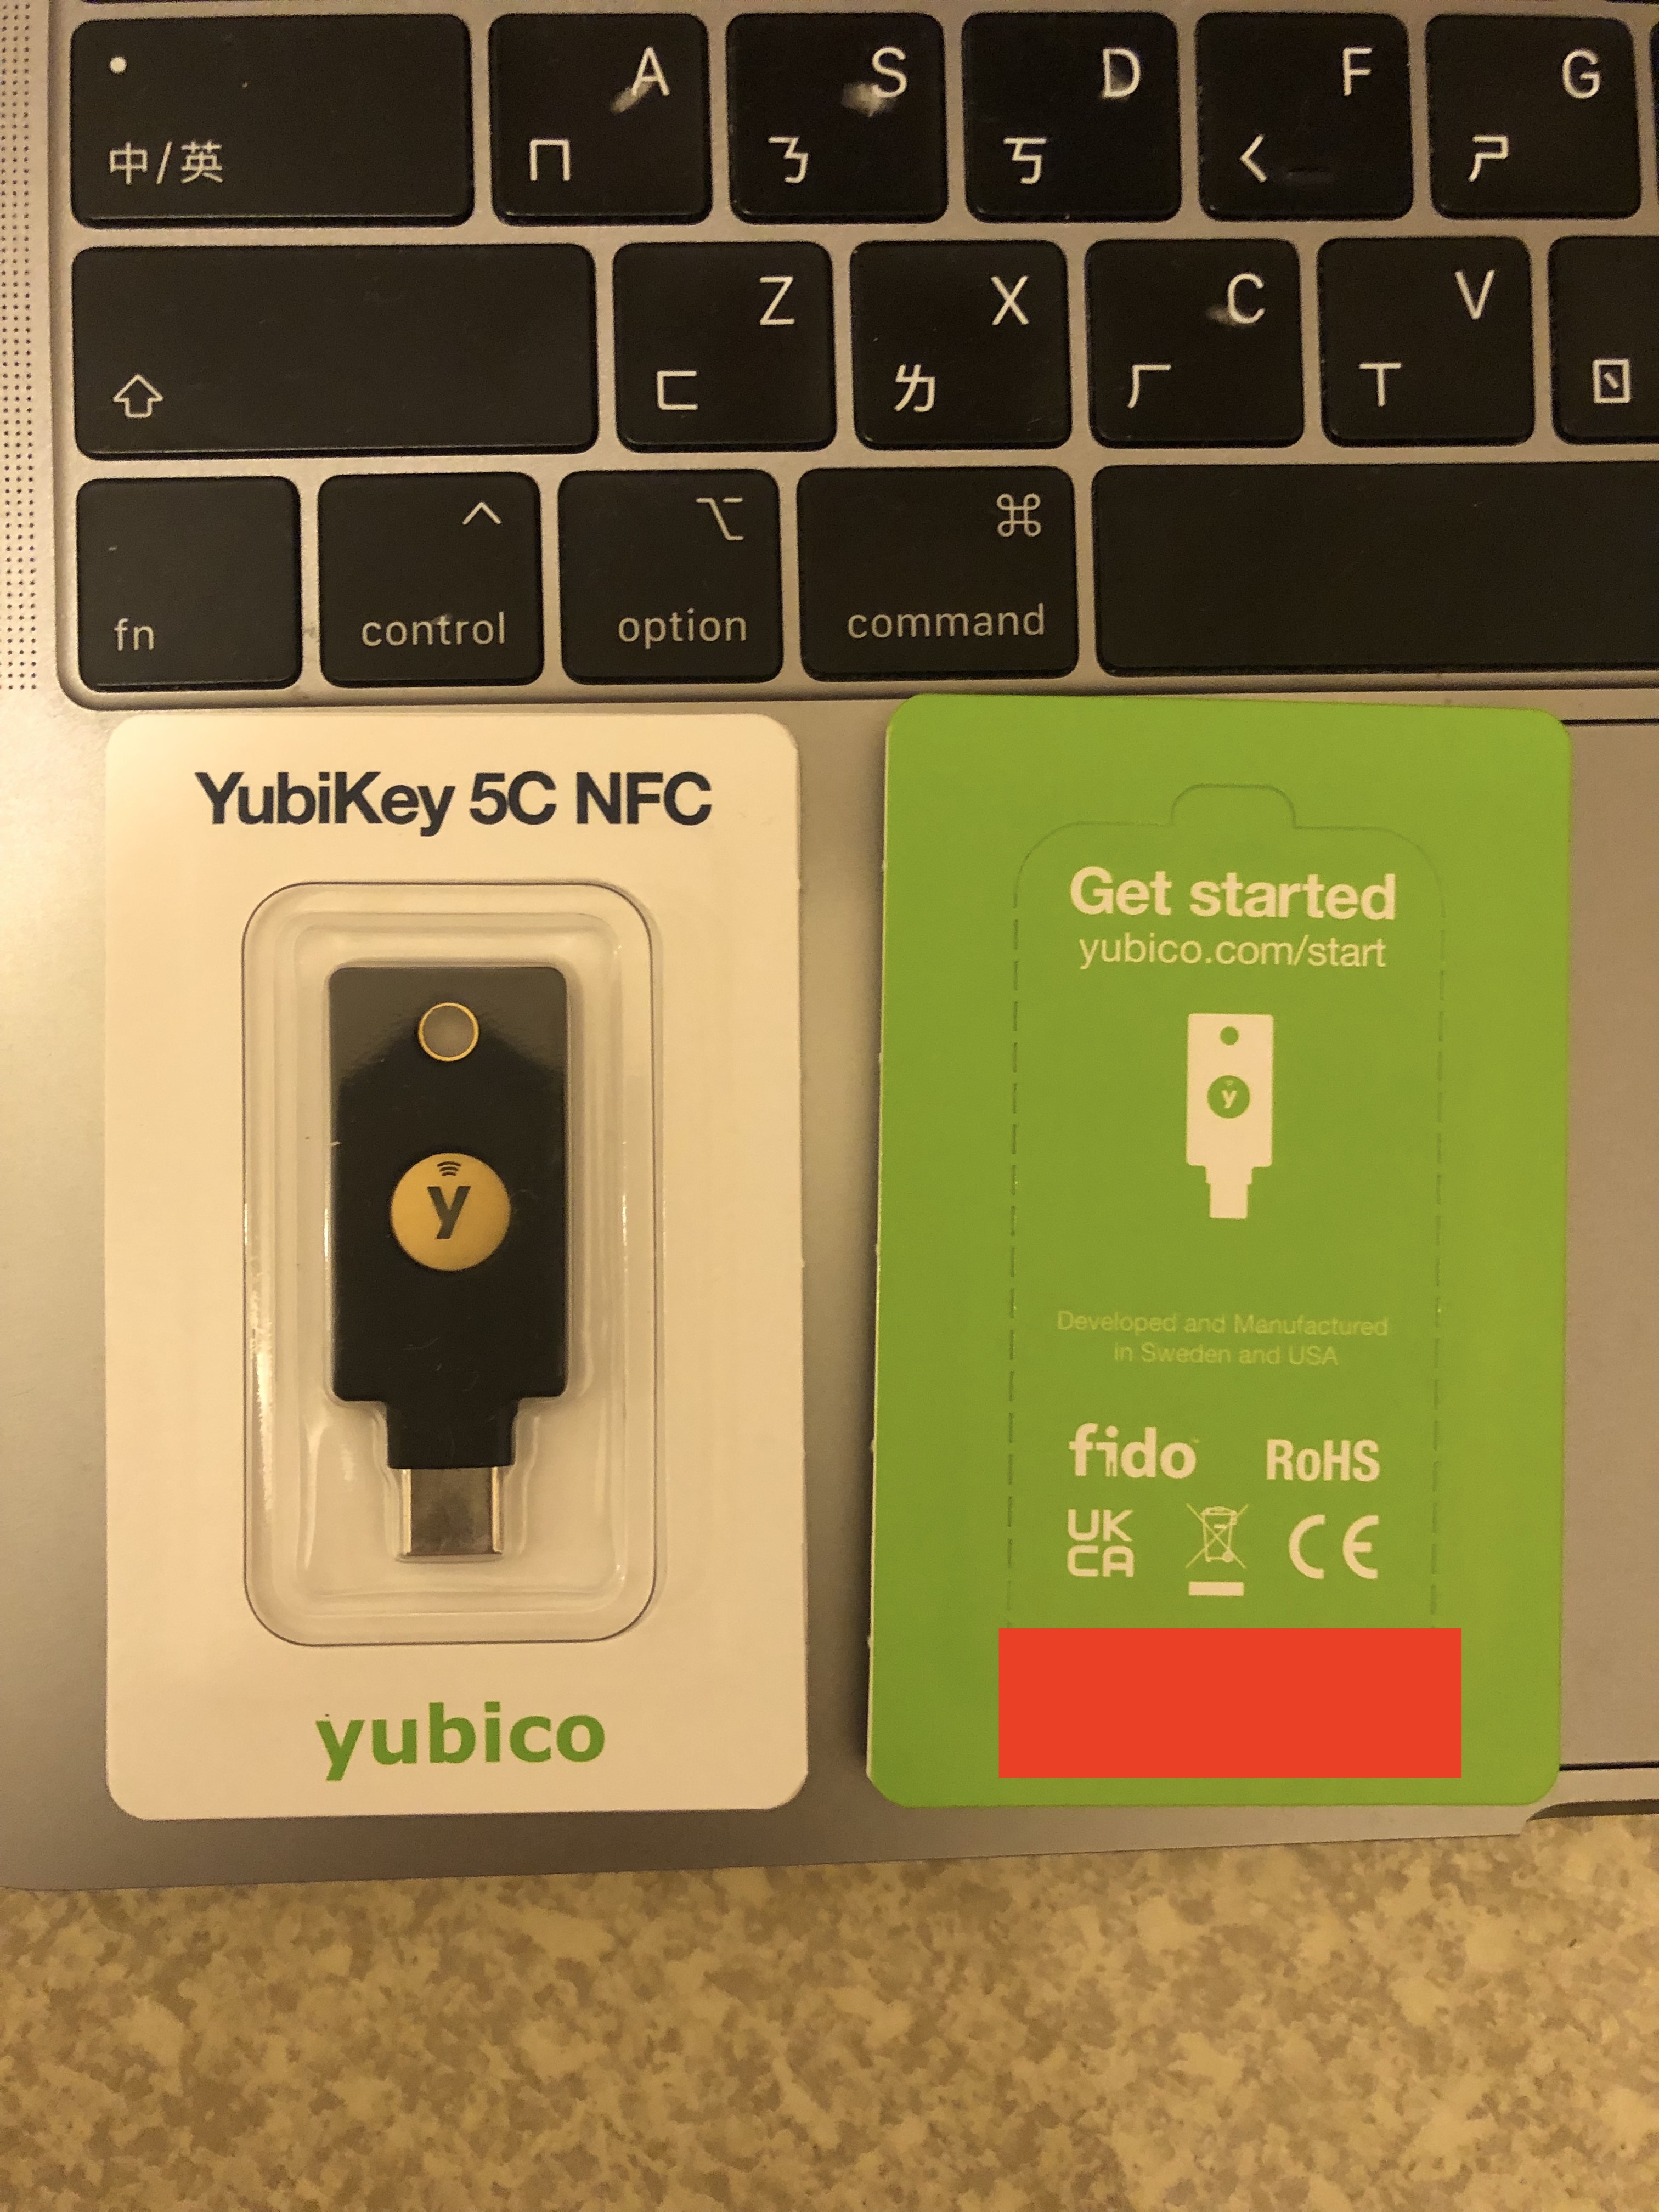 A
S
D
F
G
中/英
ㄇ
ㄋ
ㄎ
ㄑ
ㄕ
Z
X
C
V
ㄈ
ㄌ
ㄏ
ㄒ
fn
control
option
⌘
command
YubiKey 5C NFC
y
yubico
Get started
yubico.com/start
y
Developed and Manufactured
in Sweden and USA
fido
RoHS
UK
CA
CE